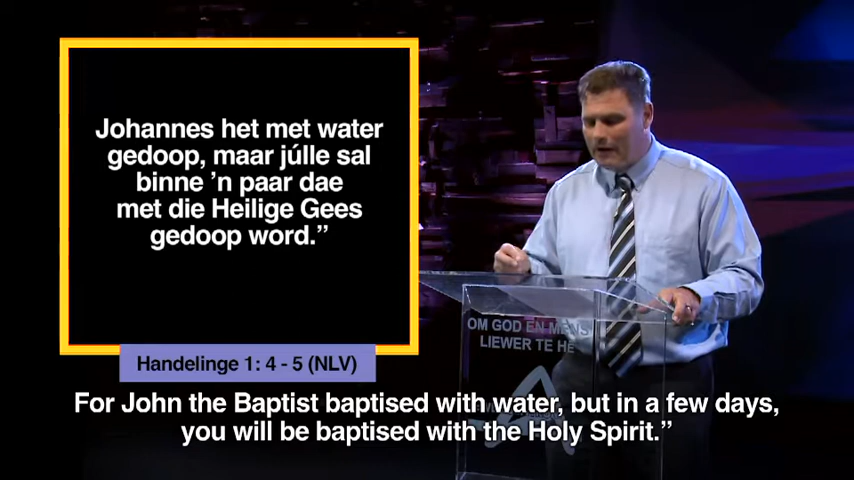 Johannes het met water
gedoop, maar júlle sal
binne 'n paar dae
met die Heilige Gees
gedoop word.”
Handelinge 1: 4 - 5 (NLV)
OM GOD EN MENS
LIEWER TE HE
For John the Baptist baptised with water, but in a few days,
you will be baptised with the Holy Spirit.”